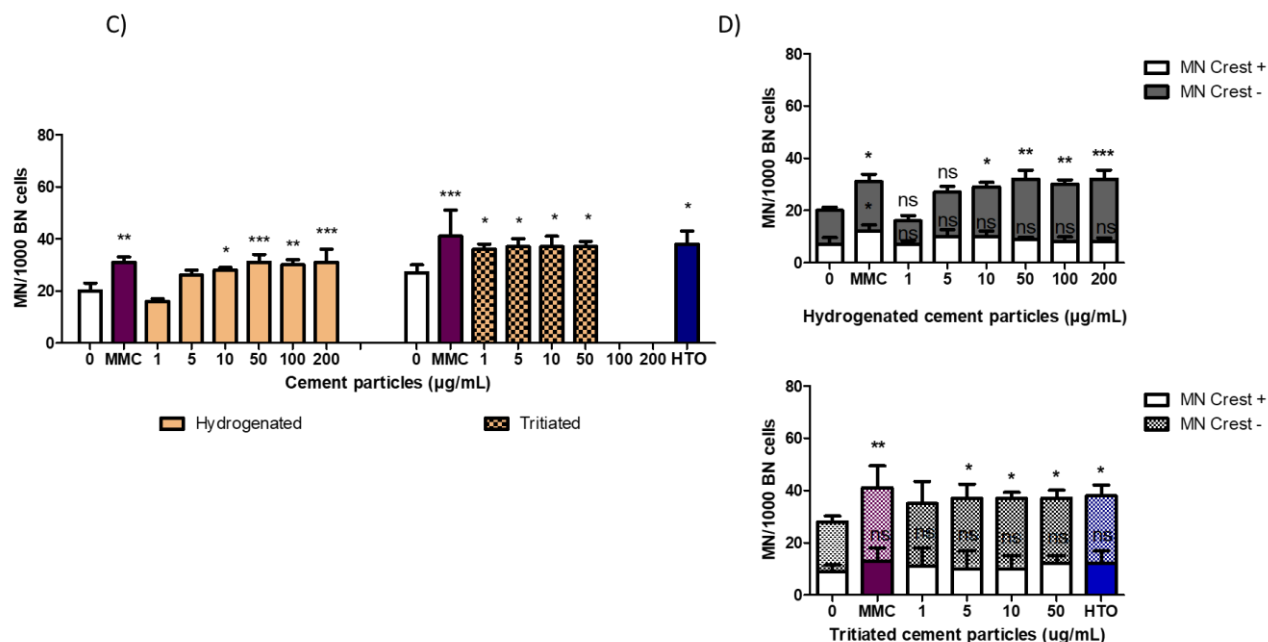 C)
MN/1000 BN cells
80
60
40
20
0
** * *** ** ***
*** * * * * *
0 MMC 1 5 10 50 100 200 0 MMC 1 5 10 50 100 200 HTO
Cement particles (µg/mL)
Hydrogenated
Tritiated
D)
MN/1000 BN cells
80
60
40
20
0
* ns ns * ** ** ***
* ns ns ns ns ns ns
0 MMC 1 5 10 50 100 200
Hydrogenated cement particles (µg/mL)
MN Crest +
MN Crest -
MN/1000 BN cells
80
60
40
20
0
** * * * *
ns ns ns ns ns ns
0 MMC 1 5 10 50 HTO
Tritiated cement particles (µg/mL)
MN Crest +
MN Crest -